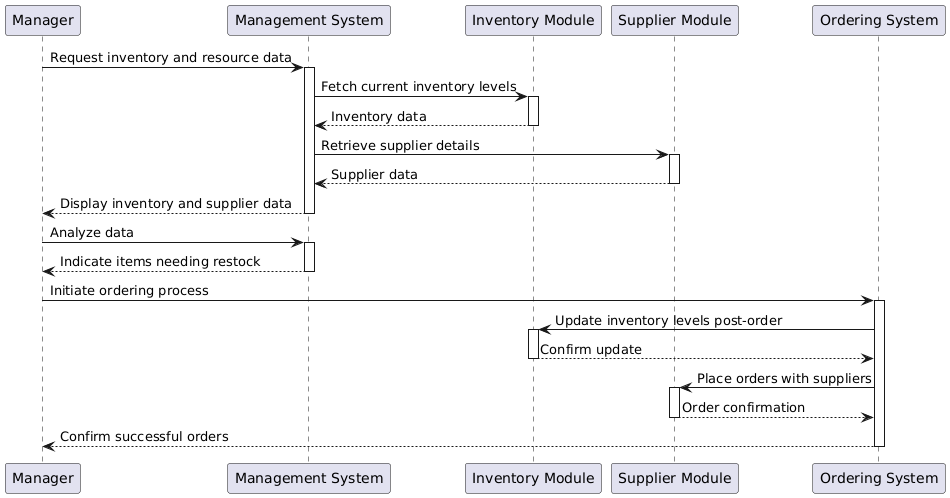 Manager Management System Inventory Module Supplier Module Ordering System
Request inventory and resource data
Fetch current inventory levels
Inventory data
Retrieve supplier details
Supplier data
Display inventory and supplier data
Analyze data
Indicate items needing restock
Initiate ordering process
Update inventory levels post-order
Confirm update
Place orders with suppliers
Order confirmation
Confirm successful orders
Manager Management System Inventory Module Supplier Module Ordering System